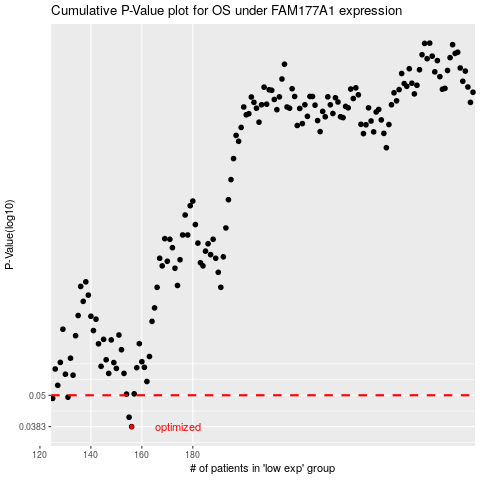 Cumulative P-Value plot for OS under FAM177A1 expression
P-Value(log10)
0.05
0.0383
optimized
120 140 160 180
# of patients in 'low exp' group